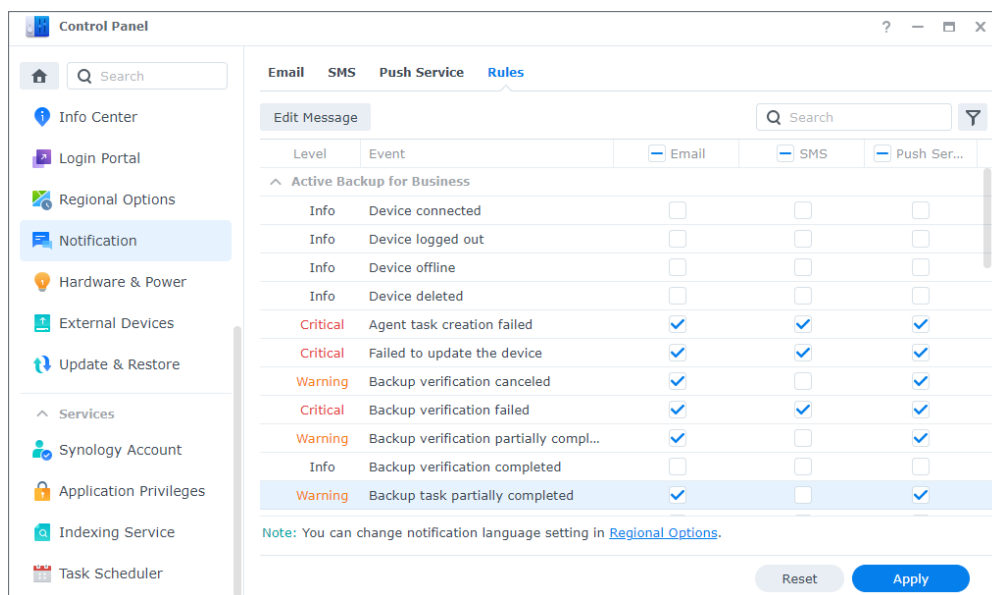 Control Panel
?
Search
Info Center
Login Portal
Regional Options
Notification
Hardware & Power
External Devices
Update & Restore
Services
Synology Account
Application Privileges
Indexing Service
Task Scheduler
Email SMS Push Service Rules
Edit Message
Search
Level Event Email SMS Push Ser...
Active Backup for Business
Info Device connected
Info Device logged out
Info Device offline
Info Device deleted
Critical Agent task creation failed
Critical Failed to update the device
Warning Backup verification canceled
Critical Backup verification failed
Warning Backup verification partially compl...
Info Backup verification completed
Warning Backup task partially completed
Note: You can change notification language setting in Regional Options.
Reset Apply